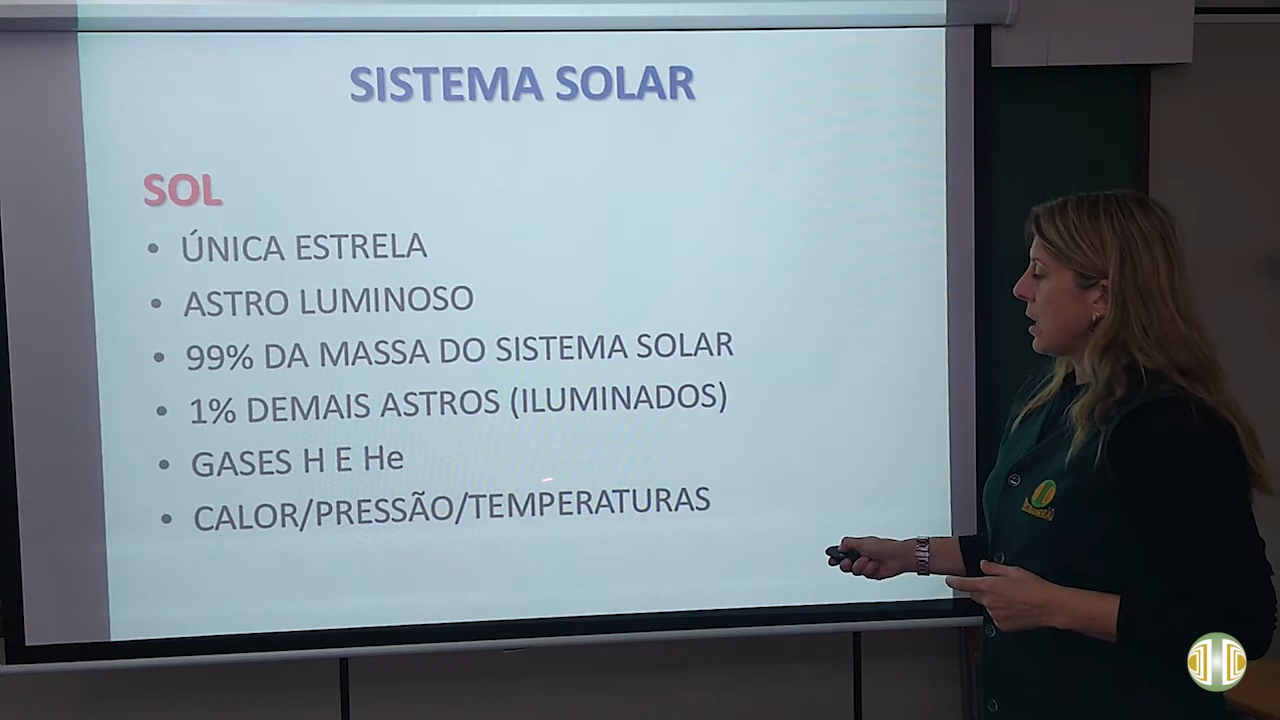 SISTEMA SOLAR
SOL
• ÚNICA ESTRELA
• ASTRO LUMINOSO
• 99% DA MASSA DO SISTEMA SOLAR
• 1% DEMAIS ASTROS (ILUMINADOS)
• GASES H E He
• CALOR/PRESSÃO/TEMPERATURAS